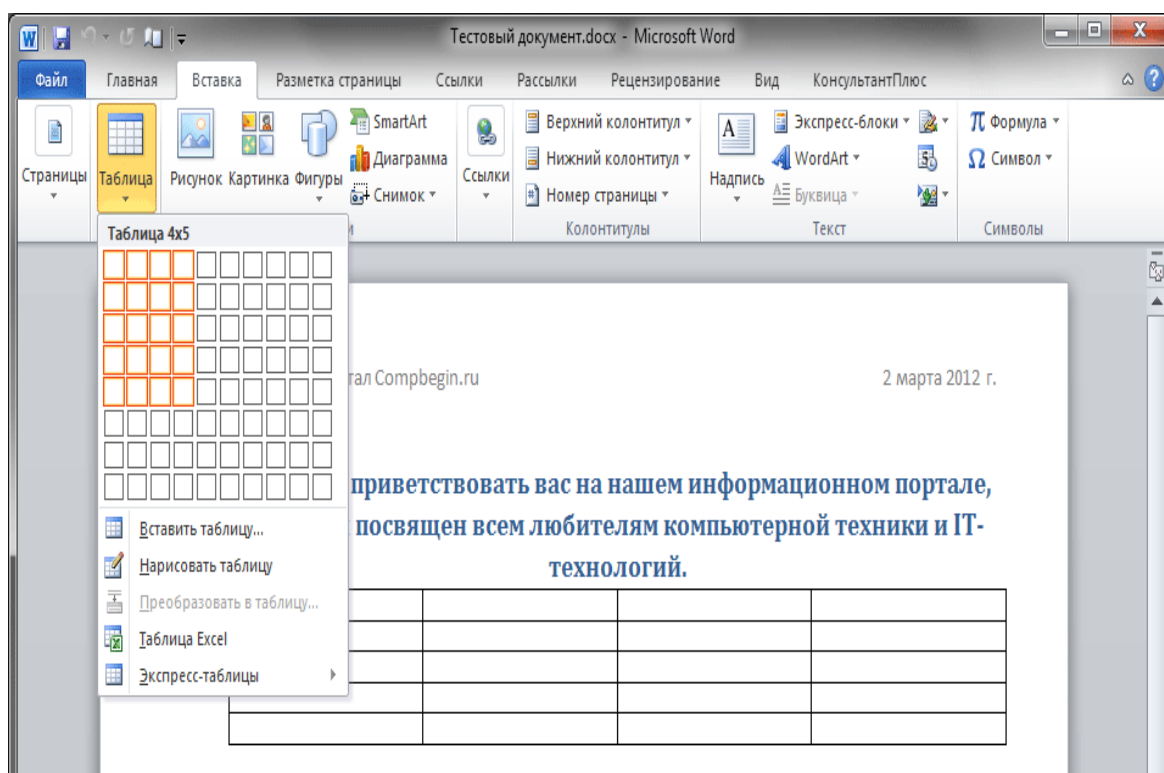 Тестовый документ.docx - Microsoft Word
Файл Главная Вставка Разметка страницы Ссылки Рассылки Рецензирование Вид КонсультантПлюс
Страницы
Таблица
Рисунок Картинка Фигуры
SmartArt
Диаграмма
Снимок
Ссылки
Верхний колонтитул
Нижний колонтитул
Номер страницы
Колонтитулы
Надпись
Экспресс-блоки
WordArt
Буквица
Текст
π Формула
Ω Символ
Символы
Таблица 4x5
Вставить таблицу...
Нарисовать таблицу
Преобразовать в таблицу...
Таблица Excel
Экспресс-таблицы
Compbegin.ru 2 марта 2012 г.
приветствовать вас на нашем информационном портале,
посвящен всем любителям компьютерной техники и IT-
технологий.